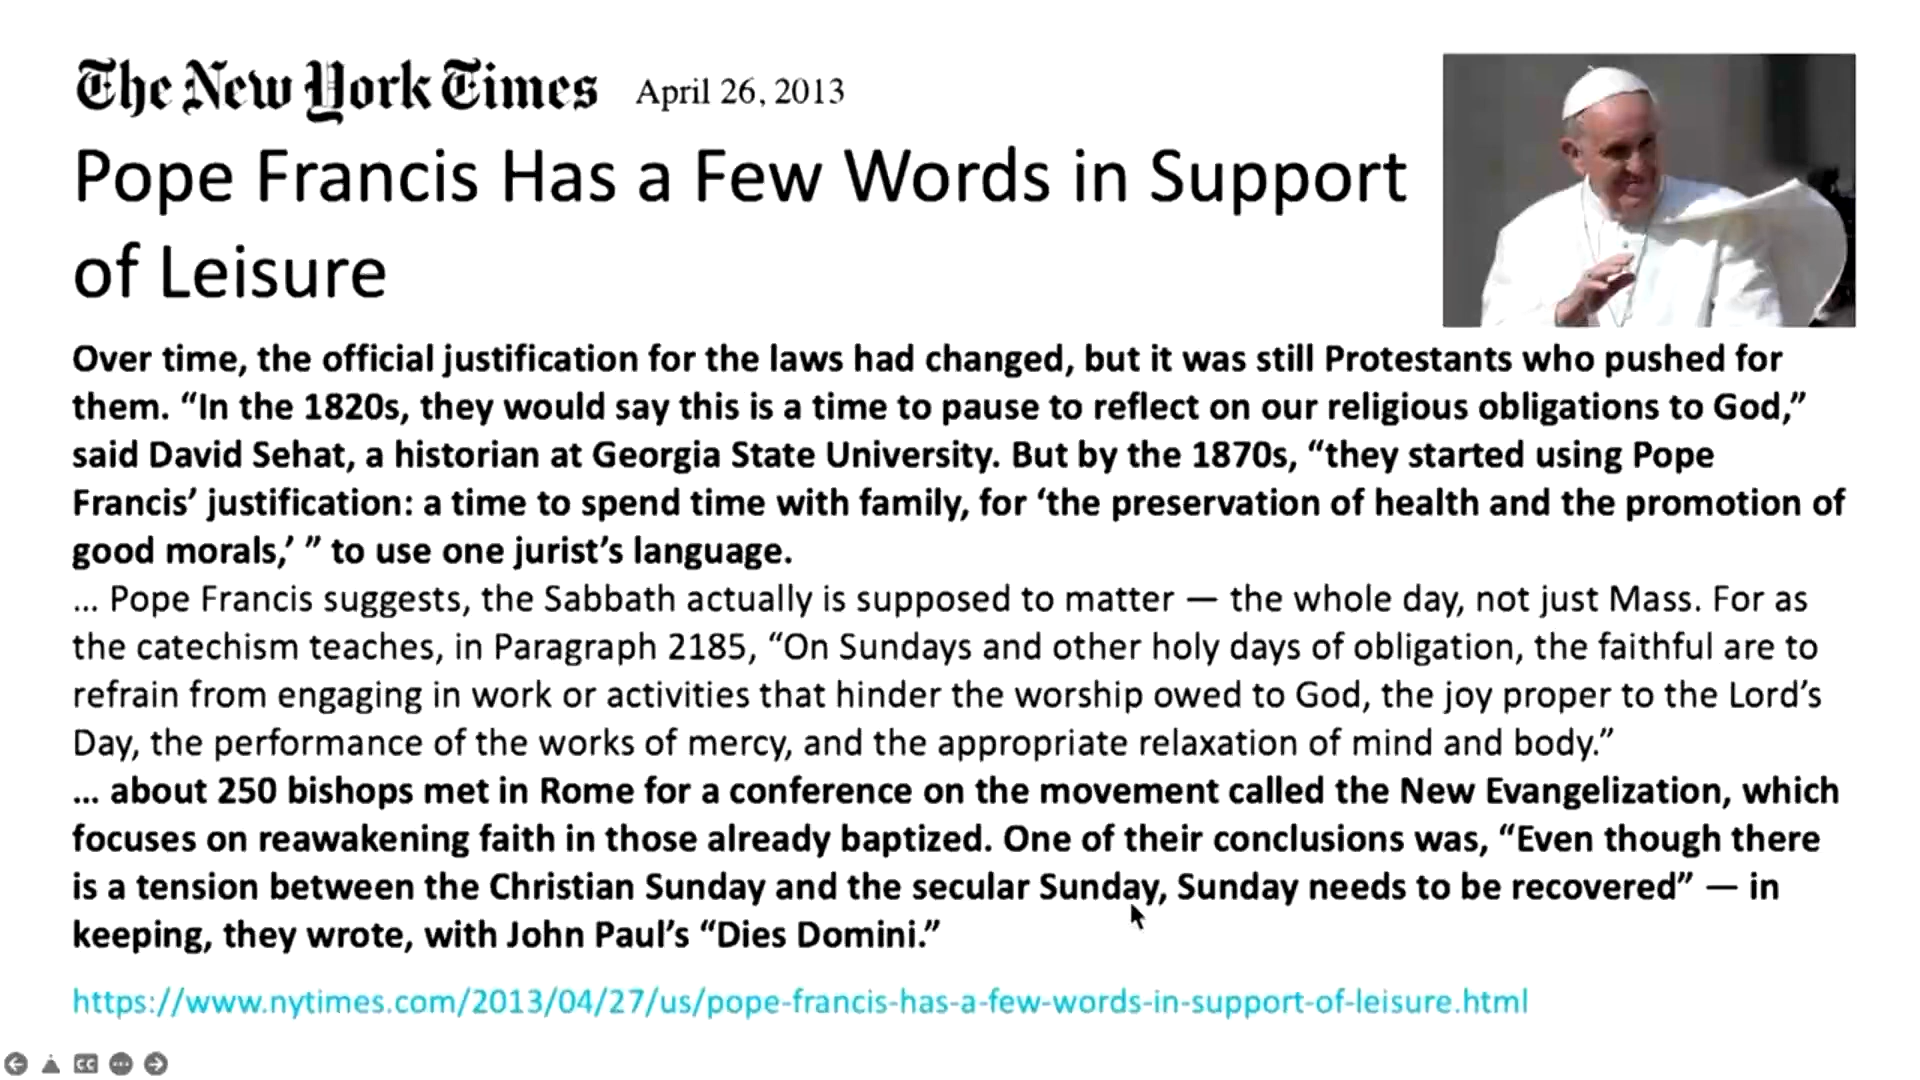 The New York Times April 26, 2013
Pope Francis Has a Few Words in Support
of Leisure
Over time, the official justification for the laws had changed, but it was still Protestants who pushed for
them. “In the 1820s, they would say this is a time to pause to reflect on our religious obligations to God,”
said David Sehat, a historian at Georgia State University. But by the 1870s, “they started using Pope
Francis’ justification: a time to spend time with family, for ‘the preservation of health and the promotion of
good morals,’ ” to use one jurist’s language.
... Pope Francis suggests, the Sabbath actually is supposed to matter — the whole day, not just Mass. For as
the catechism teaches, in Paragraph 2185, “On Sundays and other holy days of obligation, the faithful are to
refrain from engaging in work or activities that hinder the worship owed to God, the joy proper to the Lord’s
Day, the performance of the works of mercy, and the appropriate relaxation of mind and body.”
... about 250 bishops met in Rome for a conference on the movement called the New Evangelization, which
focuses on reawakening faith in those already baptized. One of their conclusions was, “Even though there
is a tension between the Christian Sunday and the secular Sunday, Sunday needs to be recovered” — in
keeping, they wrote, with John Paul’s “Dies Domini.”
https://www.nytimes.com/2013/04/27/us/pope-francis-has-a-few-words-in-support-of-leisure.html
CC